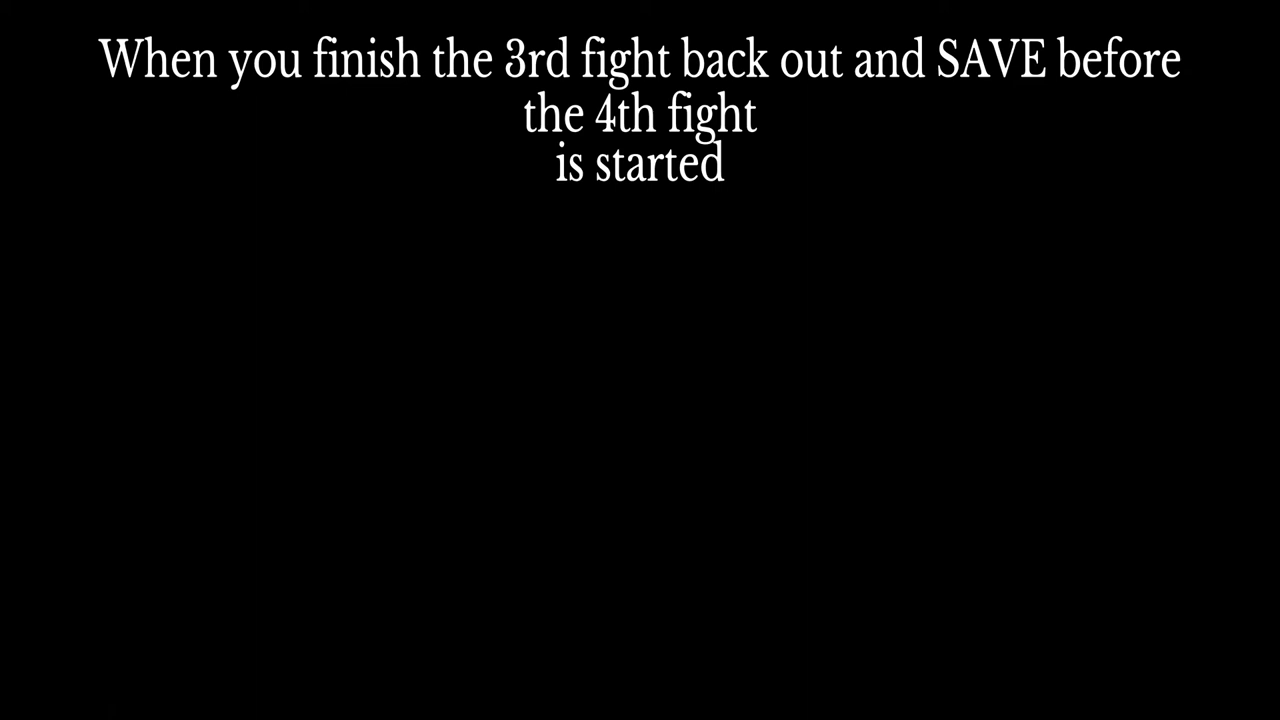 When you finish the 3rd fight back out and SAVE before
the 4th fight
is started